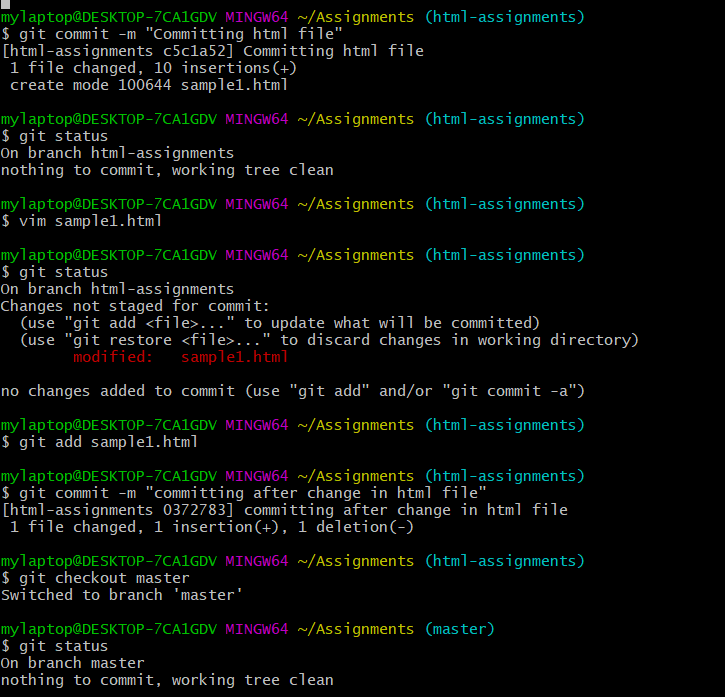 mylaptop@DESKTOP-7CA1GDV MINGW64 ~/Assignments (html-assignments)
$ git commit -m "Committing html file"
[html-assignments c5c1a52] Committing html file
 1 file changed, 10 insertions(+)
 create mode 100644 sample1.html

mylaptop@DESKTOP-7CA1GDV MINGW64 ~/Assignments (html-assignments)
$ git status
On branch html-assignments
nothing to commit, working tree clean

mylaptop@DESKTOP-7CA1GDV MINGW64 ~/Assignments (html-assignments)
$ vim sample1.html

mylaptop@DESKTOP-7CA1GDV MINGW64 ~/Assignments (html-assignments)
$ git status
On branch html-assignments
Changes not staged for commit:
  (use "git add <file>..." to update what will be committed)
  (use "git restore <file>..." to discard changes in working directory)
        modified:   sample1.html

no changes added to commit (use "git add" and/or "git commit -a")

mylaptop@DESKTOP-7CA1GDV MINGW64 ~/Assignments (html-assignments)
$ git add sample1.html

mylaptop@DESKTOP-7CA1GDV MINGW64 ~/Assignments (html-assignments)
$ git commit -m "committing after change in html file"
[html-assignments 0372783] committing after change in html file
 1 file changed, 1 insertion(+), 1 deletion(-)

mylaptop@DESKTOP-7CA1GDV MINGW64 ~/Assignments (html-assignments)
$ git checkout master
Switched to branch 'master'

mylaptop@DESKTOP-7CA1GDV MINGW64 ~/Assignments (master)
$ git status
On branch master
nothing to commit, working tree clean